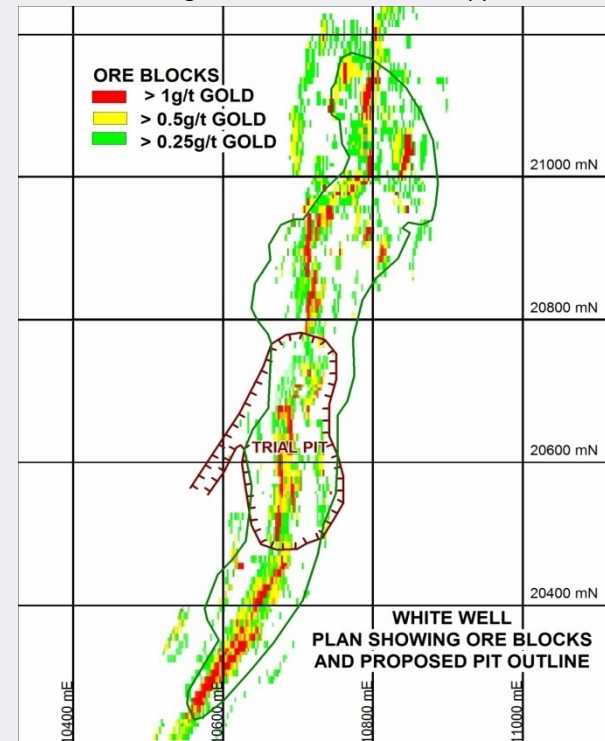 ORE BLOCKS
> 1g/t GOLD
> 0.5g/t GOLD
> 0.25g/t GOLD
21000 mN
20800 mN
TRIAL PIT
20600 mN
20400 mN
WHITE WELL
PLAN SHOWING ORE BLOCKS
AND PROPOSED PIT OUTLINE
10400 mE
10600 mE
10800 mE
11000 mE